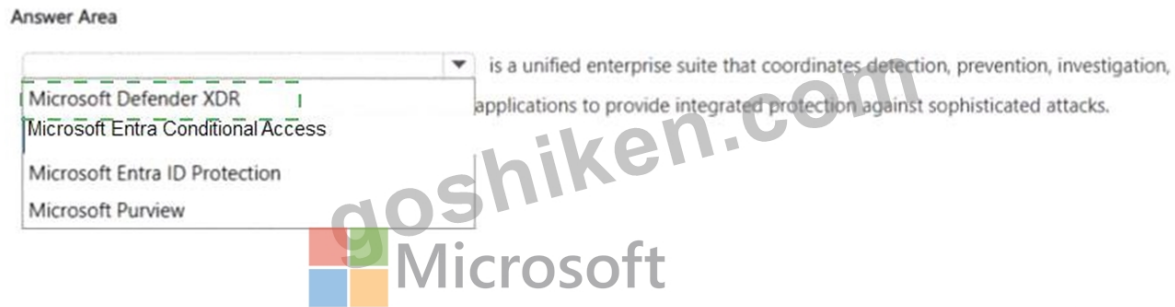 Answer Area
is a unified enterprise suite that coordinates detection, prevention, investigation,
Microsoft Defender XDR
applications to provide integrated protection against sophisticated attacks.
Microsoft Entra Conditional Access
Microsoft Entra ID Protection
Microsoft Purview
goshiken.com
Microsoft